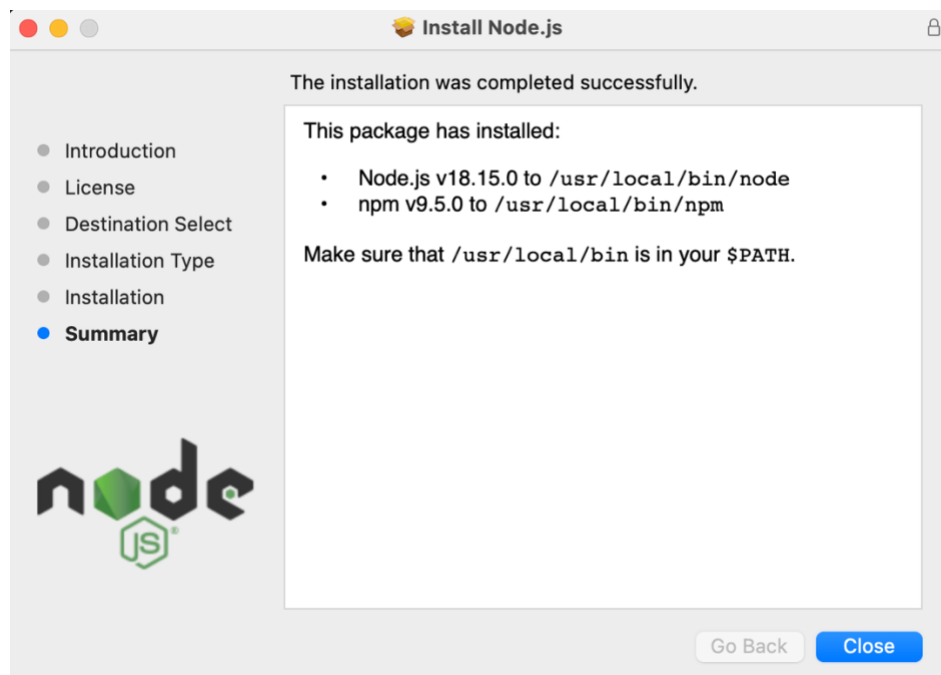 Install Node.js
The installation was completed successfully.
Introduction
License
Destination Select
Installation Type
Installation
Summary
This package has installed:
• Node.js v18.15.0 to /usr/local/bin/node
• npm v9.5.0 to /usr/local/bin/npm
Make sure that /usr/local/bin is in your $PATH.
node
JS®
Go Back
Close